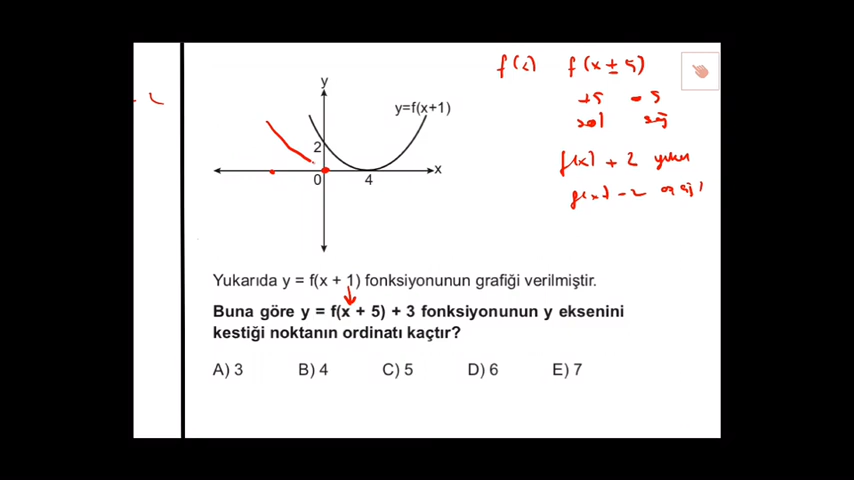 f(x) f(x ± 5)
+5 - 5
sol sağ
y
y=f(x+1)
2
f(x) + 2 yukarı
x
0
4
f(x) - 2 aşağı
Yukarıda y = f(x + 1) fonksiyonunun grafiği verilmiştir.
Buna göre y = f(x + 5) + 3 fonksiyonunun y eksenini
kestiği noktanın ordinatı kaçtır?
A) 3 B) 4 C) 5 D) 6 E) 7